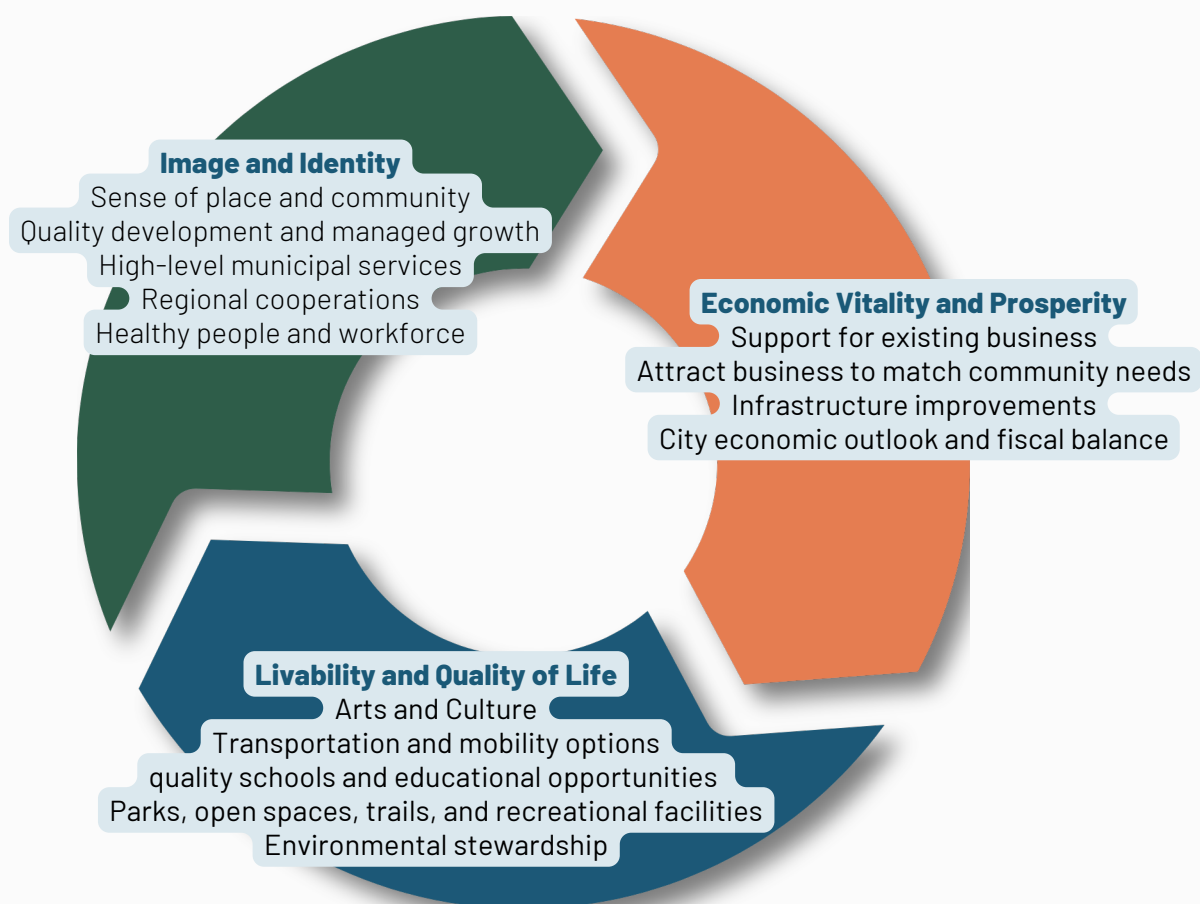 Image and Identity
Sense of place and community
Quality development and managed growth
High-level municipal services
Regional cooperations
Healthy people and workforce
Economic Vitality and Prosperity
Support for existing business
Attract business to match community needs
Infrastructure improvements
City economic outlook and fiscal balance
Livability and Quality of Life
Arts and Culture
Transportation and mobility options
quality schools and educational opportunities
Parks, open spaces, trails, and recreational facilities
Environmental stewardship